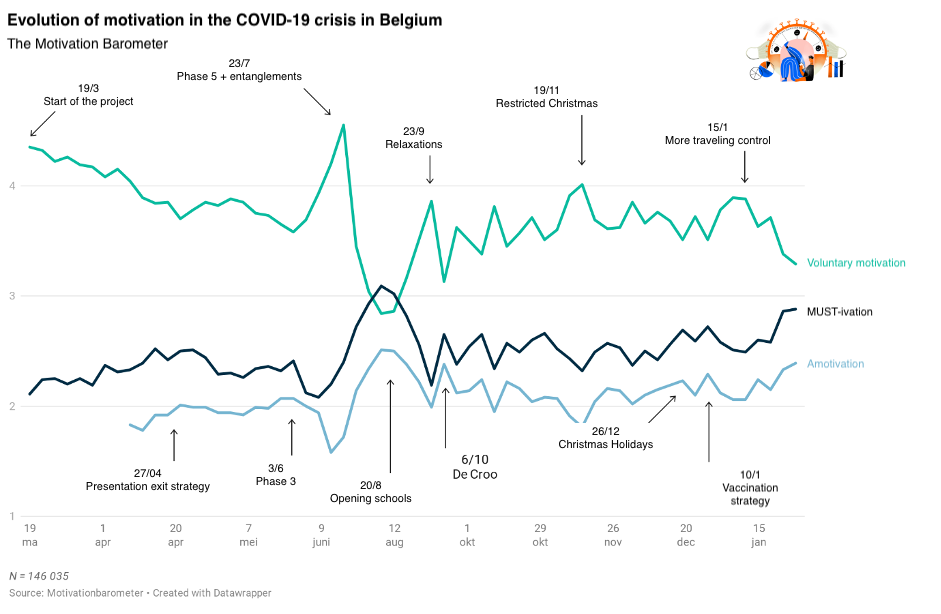 Evolution of motivation in the COVID-19 crisis in Belgium
The Motivation Barometer
19/3
Start of the project
23/7
Phase 5 + entanglements
23/9
Relaxations
19/11
Restricted Christmas
15/1
More traveling control
4
3
2
1
Voluntary motivation
MUST-ivation
Amotivation
27/04
Presentation exit strategy
3/6
Phase 3
20/8
Opening schools
6/10
De Croo
26/12
Christmas Holidays
10/1
Vaccination
strategy
19
ma
1
apr
20
apr
7
mei
9
juni
12
aug
1
okt
29
okt
26
nov
20
dec
15
jan
N = 146 035
Source: Motivationbarometer • Created with Datawrapper